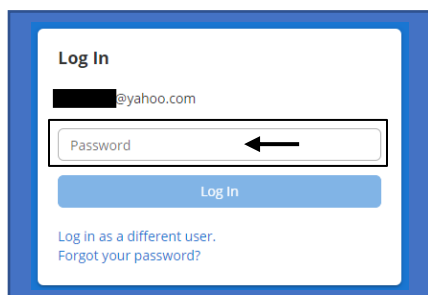 Log In
@yahoo.com
Password
Log In
Log in as a different user.
Forgot your password?